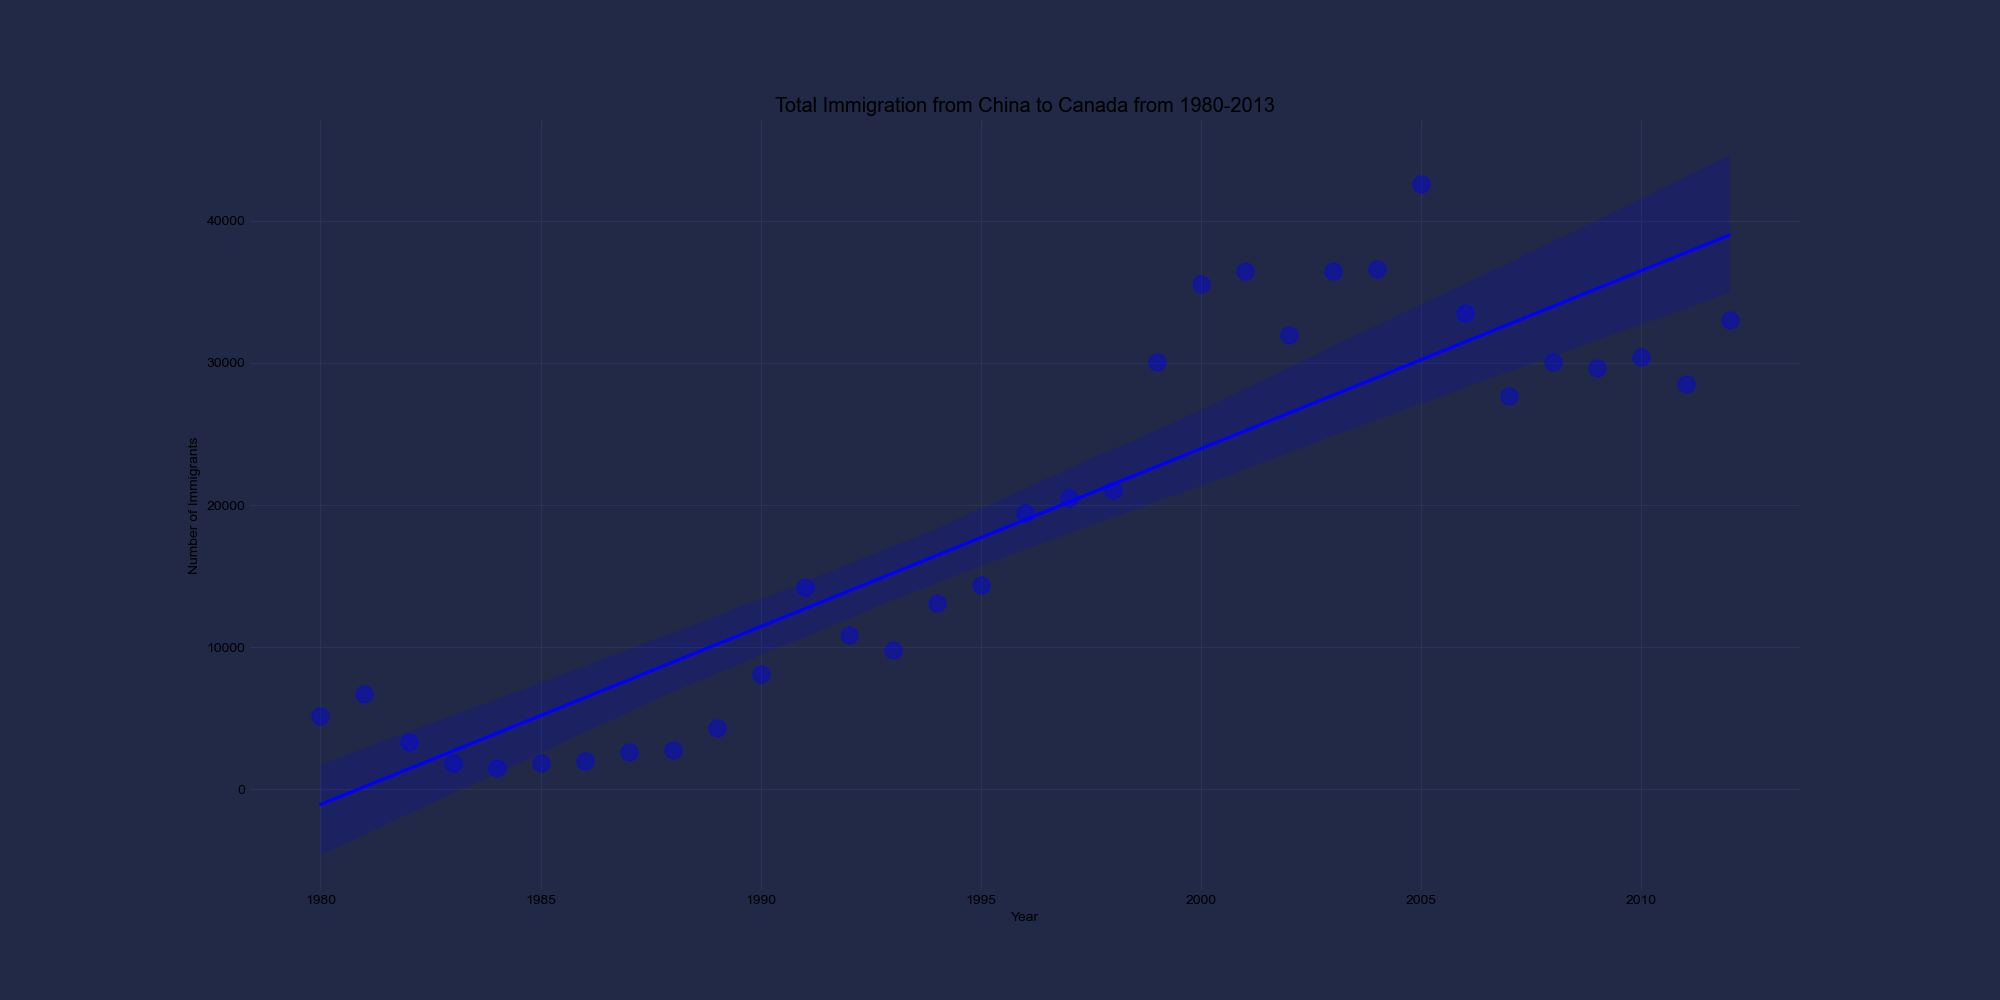 Total Immigration from China to Canada from 1980-2013
40000
30000
20000
10000
0
Number of Immigrants
1980 1985 1990 1995 2000 2005 2010
Year